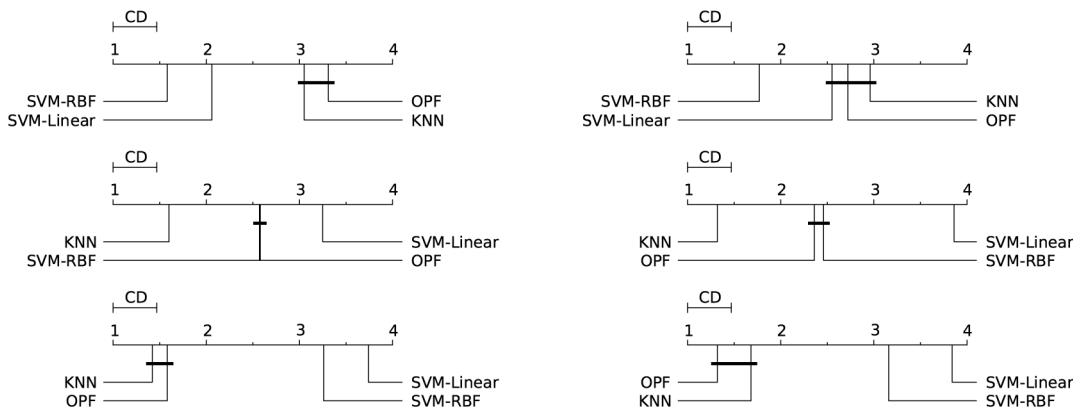 CD
1 2 3 4
SVM-RBF OPF
SVM-Linear KNN
CD
1 2 3 4
SVM-RBF KNN
SVM-Linear OPF
CD
1 2 3 4
KNN SVM-Linear
SVM-RBF OPF
CD
1 2 3 4
KNN SVM-Linear
OPF SVM-RBF
CD
1 2 3 4
KNN SVM-Linear
OPF SVM-RBF
CD
1 2 3 4
OPF SVM-Linear
KNN SVM-RBF